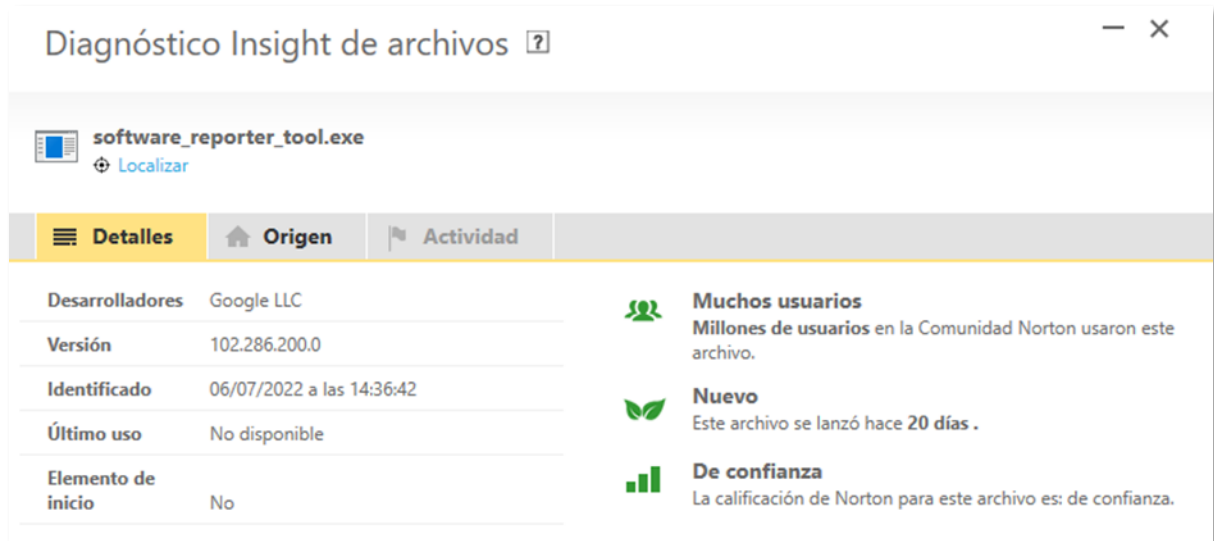 Diagnóstico Insight de archivos ?
software_reporter_tool.exe
Localizar
Detalles Origen Actividad
Desarrolladores Google LLC
Versión 102.286.200.0
Identificado 06/07/2022 a las 14:36:42
Último uso No disponible
Elemento de
inicio No
Muchos usuarios
Millones de usuarios en la Comunidad Norton usaron este
archivo.
Nuevo
Este archivo se lanzó hace 20 días .
De confianza
La calificación de Norton para este archivo es: de confianza.